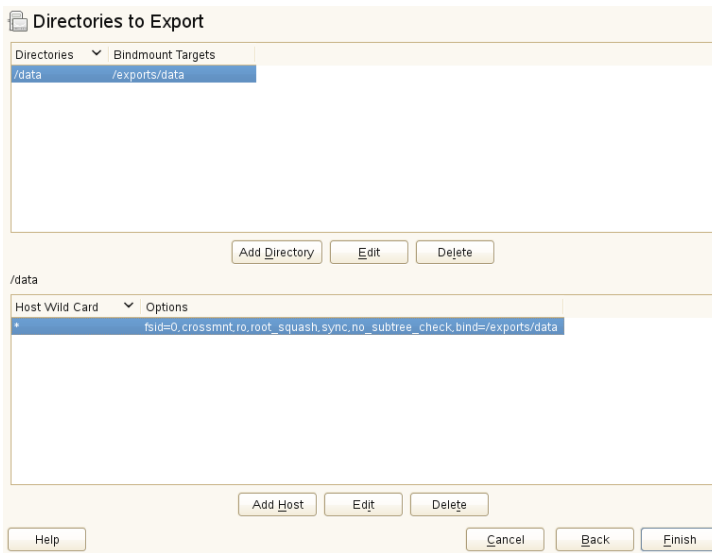 Directories to Export
Directories Bindmount Targets
/data /exports/data
Add Directory Edit Delete
/data
Host Wild Card Options
* fsid=0,crossmnt,ro,root_squash,sync,no_subtree_check,bind=/exports/data
Add Host Edit Delete
Help Cancel Back Finish